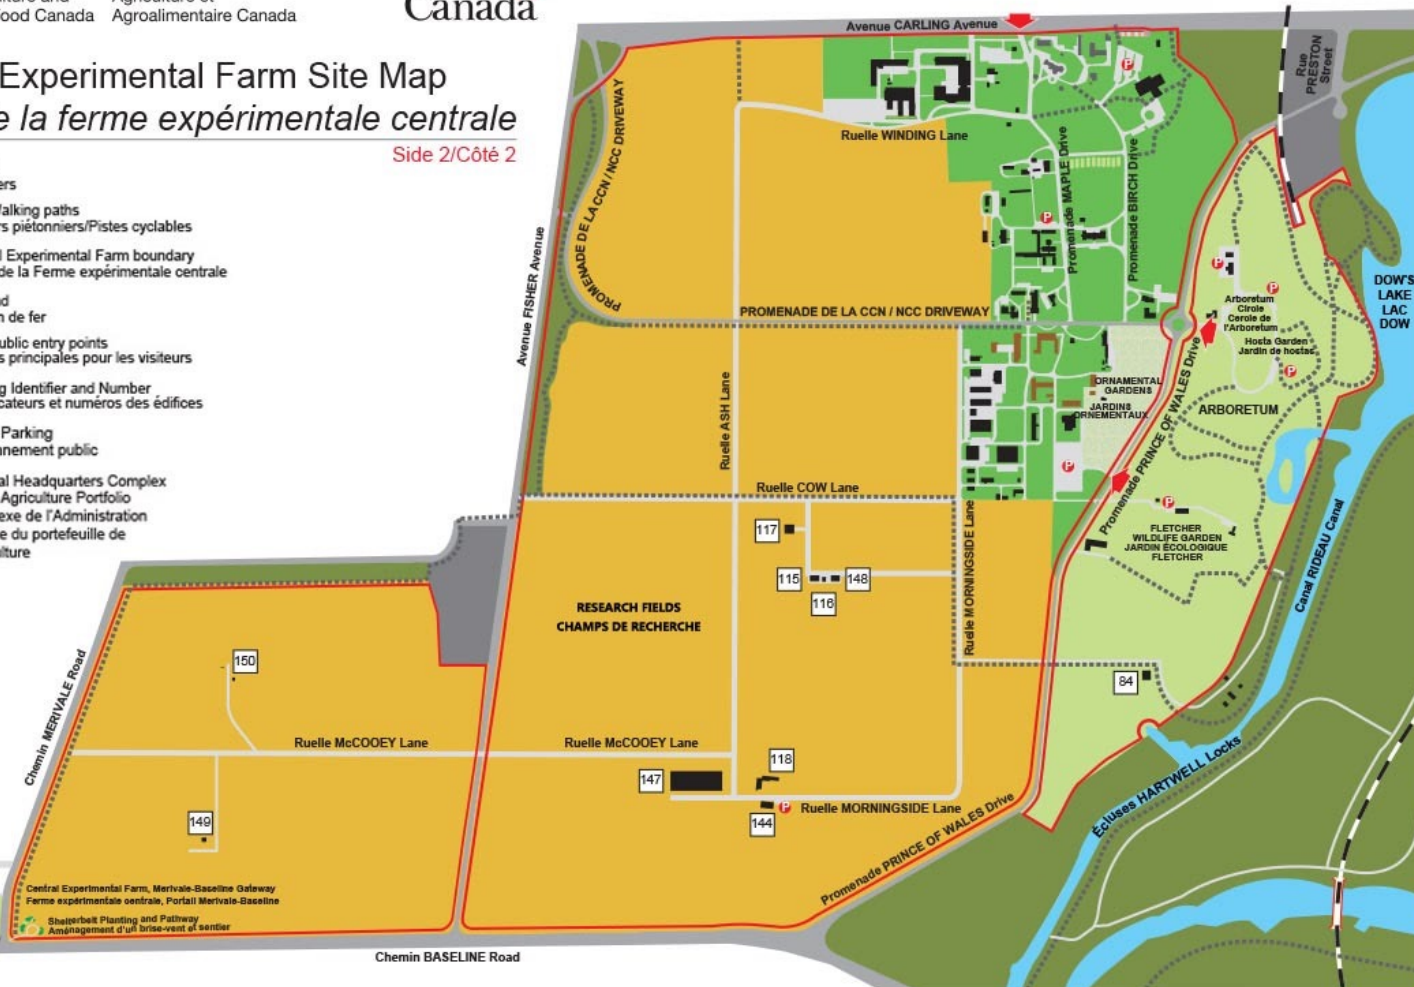 ood Canada Agroalimentaire Canada
Canada
Experimental Farm Site Map
e la ferme expérimentale centrale
Side 2/Côté 2
ers
/alking paths
rs piétonniers/Pistes cyclables
l Experimental Farm boundary
de la Ferme expérimentale centrale
n de fer
ublic entry points
s principales pour les visiteurs
g Identifier and Number
cateurs et numéros des édifices
Parking
nnement public
al Headquarters Complex
Agriculture Portfolio
exe de l'Administration
e du portefeuille de
lture
Avenue CARLING Avenue
Rue
PRESTON
Street
PROMENADE DE LA CCN / NCC DRIVEWAY
P
Ruelle WINDING Lane
Promenade MAPLE Drive
Promenade BIRCH Drive
P
Avenue FISHER Avenue
P
P
DOW'S
LAKE
LAC
DOW
Arboretum
Cirole
Cerole de
l'Arboretum
PROMENADE DE LA CCN / NCC DRIVEWAY
Hosta Garden
Jardin de hostas
P
Ruelle ASH Lane
ORNAMENTAL
GARDENS
JARDINS
ORNEMENTAUX
ARBORETUM
Promenade PRINCE OF WALES Drive
P
Ruelle COW Lane
P
117
FLETCHER
WILDLIFE GARDEN
JARDIN ÉCOLOGIQUE
FLETCHER
Canal RIDEAU Canal
115
148
116
RESEARCH FIELDS
CHAMPS DE RECHERCHE
Ruelle MORNINGSIDE Lane
150
84
Chemin MERIVALE Road
Ruelle McCOOEY Lane
Ruelle McCOOEY Lane
118
147
Écluses HARTWELL Locks
P
Ruelle MORNINGSIDE Lane
144
149
Promenade PRINCE OF WALES Drive
Central Experimental Farm, Merivale-Baseline Gateway
Ferme expérimentale centrale, Portail Merivale-Baseline
Shelterbelt Planting and Pathway
Aménagement d'un brise-vent et sentier
Chemin BASELINE Road